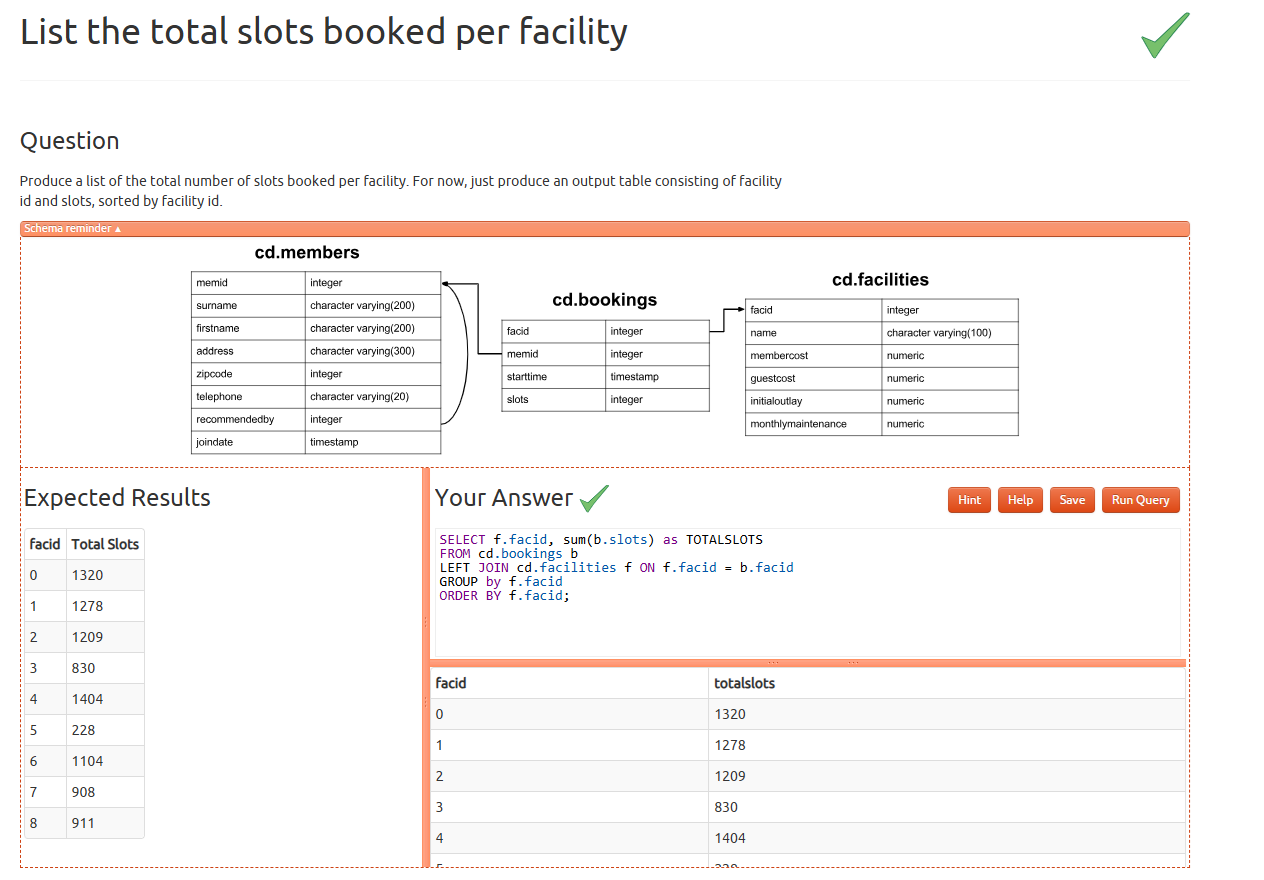 List the total slots booked per facility
Question
Produce a list of the total number of slots booked per facility. For now, just produce an output table consisting of facility
id and slots, sorted by facility id.
Schema reminder ▲
cd.members
memid integer
surname character varying(200)
firstname character varying(200)
address character varying(300)
zipcode integer
telephone character varying(20)
recommendedby integer
joindate timestamp
cd.bookings
facid integer
memid integer
starttime timestamp
slots integer
cd.facilities
facid integer
name character varying(100)
membercost numeric
guestcost numeric
initialoutlay numeric
monthlymaintenance numeric
Expected Results
facid Total Slots
0 1320
1 1278
2 1209
3 830
4 1404
5 228
6 1104
7 908
8 911
Your Answer
Hint Help Save Run Query
SELECT f.facid, sum(b.slots) as TOTALSLOTS
FROM cd.bookings b
LEFT JOIN cd.facilities f ON f.facid = b.facid
GROUP by f.facid
ORDER BY f.facid;
facid totalslots
0 1320
1 1278
2 1209
3 830
4 1404